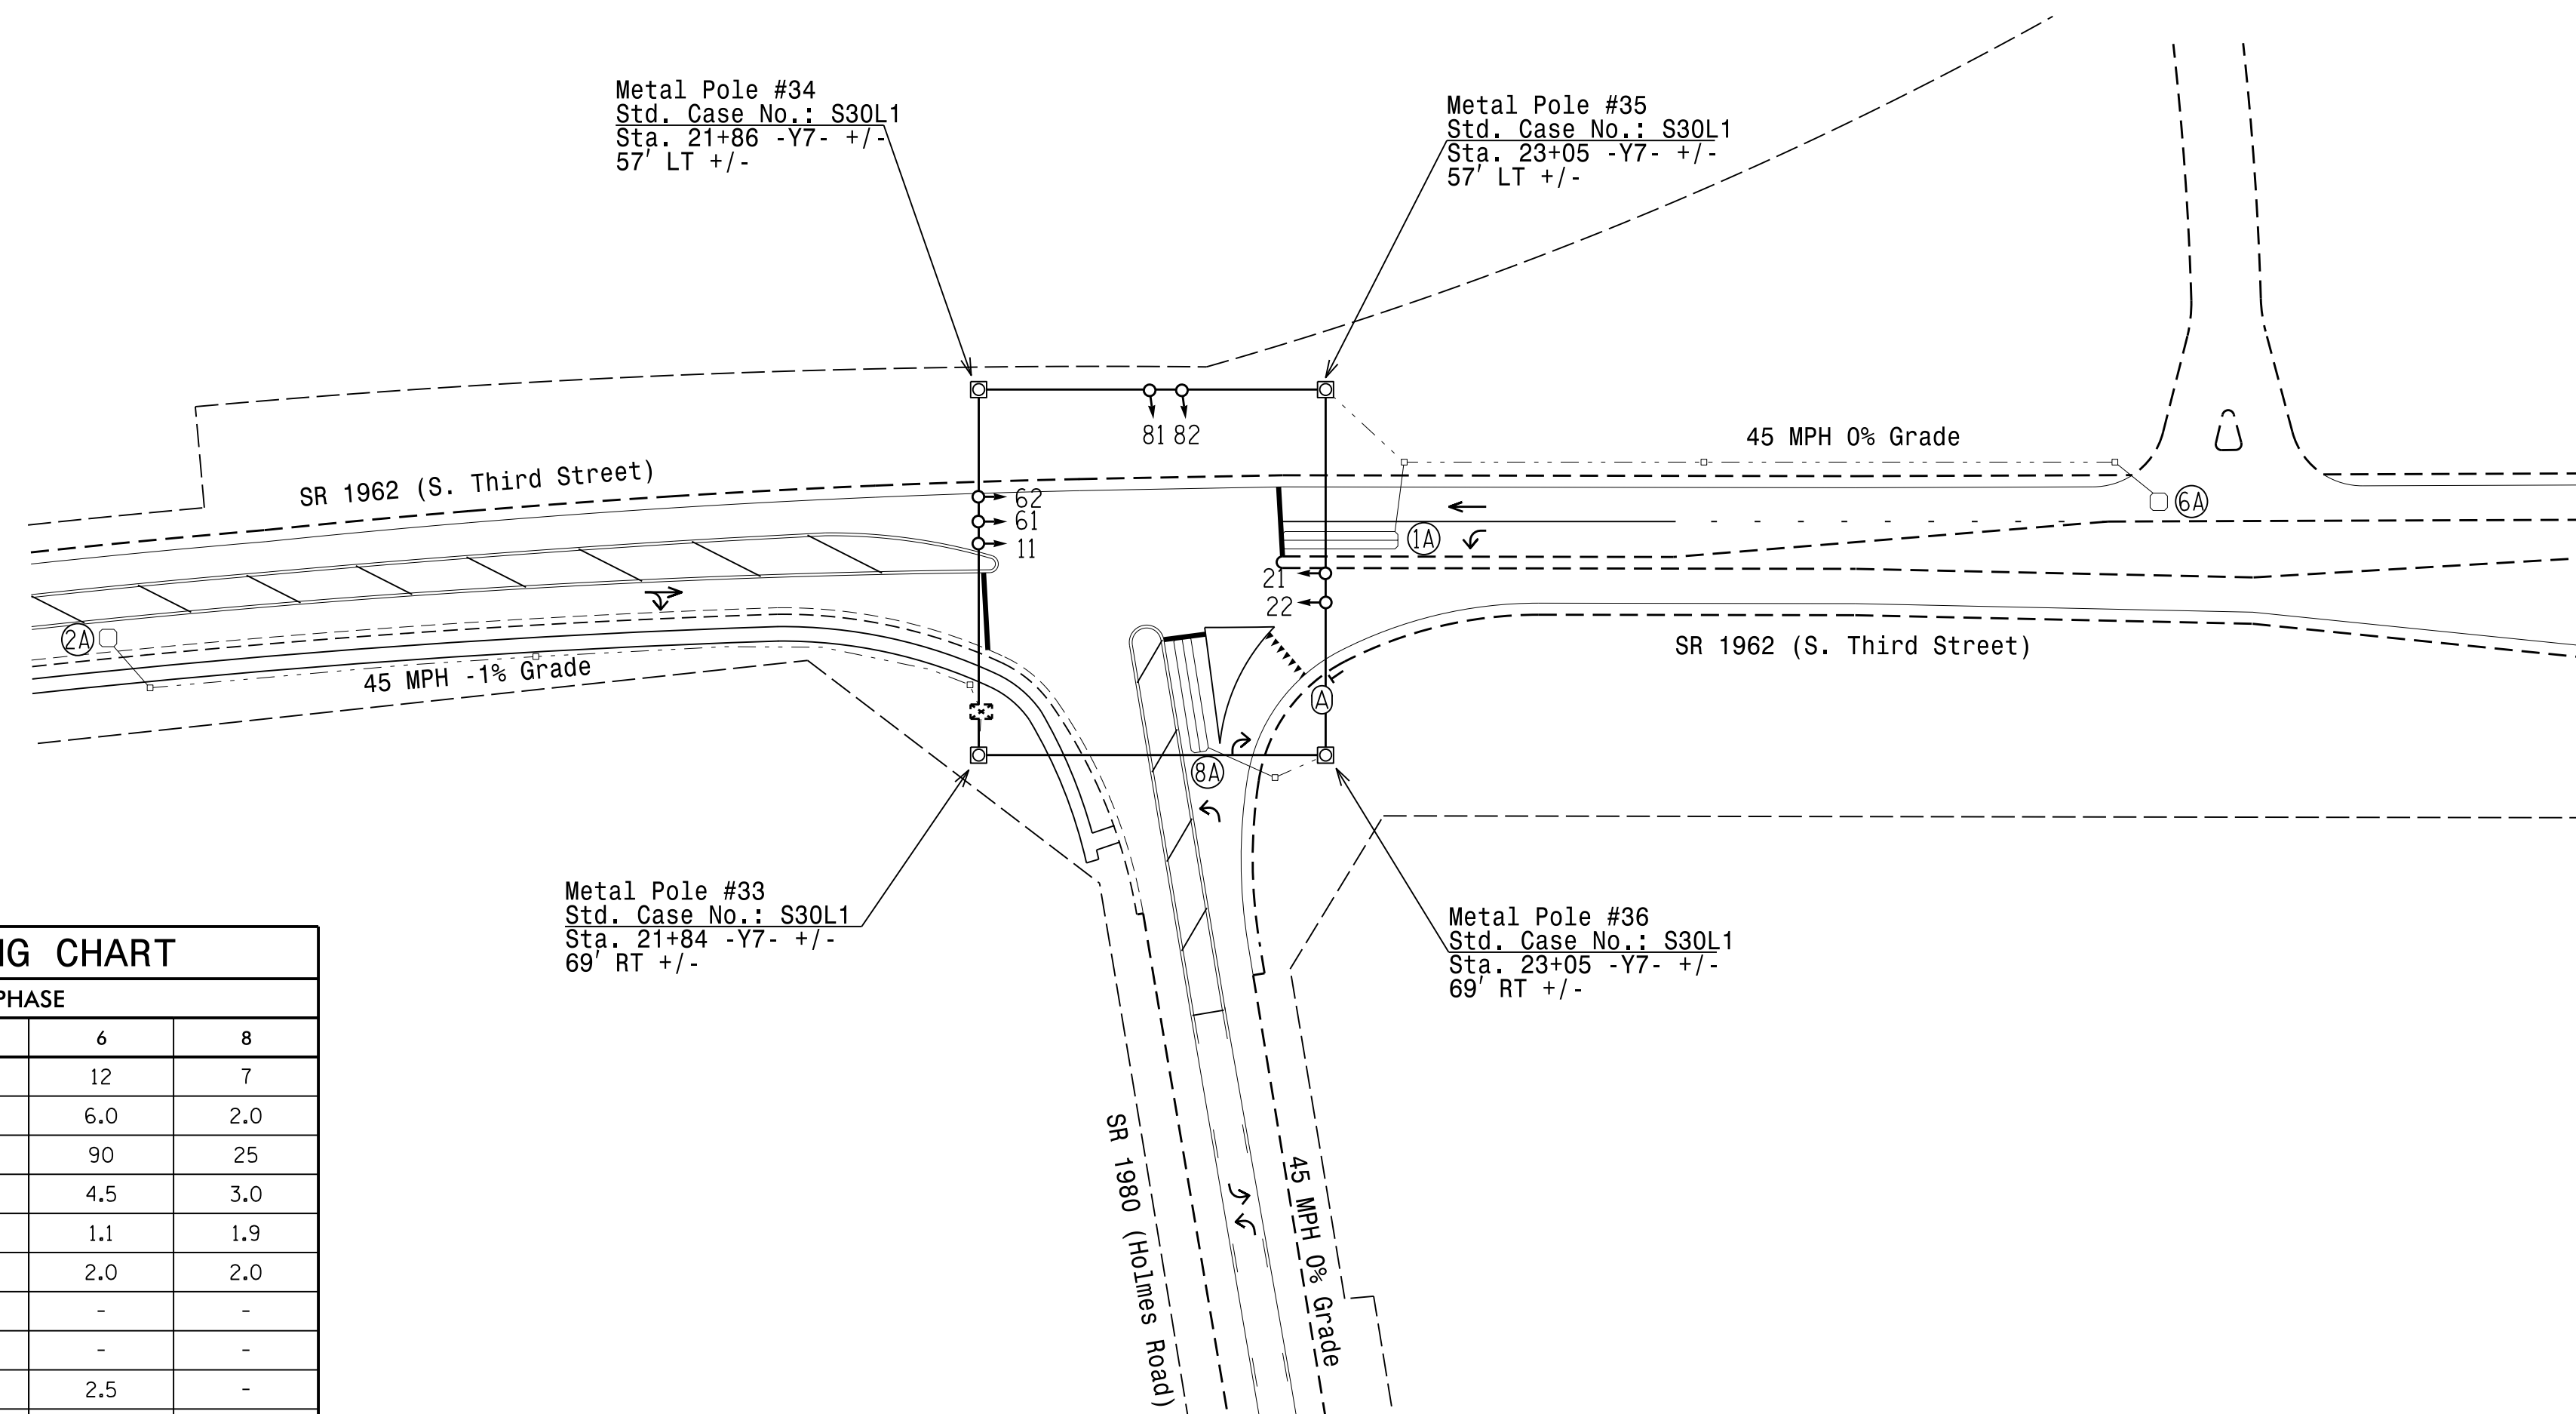 Metal Pole #34
Std. Case No.: S30L1
Sta. 21+86 -Y7- +/-
57' LT +/-
Metal Pole #35
Std. Case No.: S30L1
Sta. 23+05 -Y7- +/-
57' LT +/-
81 82
45 MPH 0% Grade
SR 1962 (S. Third Street)
62
61
11
6A
1A
21
22
2A
45 MPH -1% Grade
SR 1962 (S. Third Street)
A
8A
Metal Pole #33
Std. Case No.: S30L1
Sta. 21+84 -Y7- +/-
69' RT +/-
Metal Pole #36
Std. Case No.: S30L1
Sta. 23+05 -Y7- +/-
69' RT +/-
SR 1980 (Holmes Road)
45 MPH 0% Grade
NG CHART
PHASE
6 8
12 7
6.0 2.0
90 25
4.5 3.0
1.1 1.9
2.0 2.0
- -
- -
2.5 -